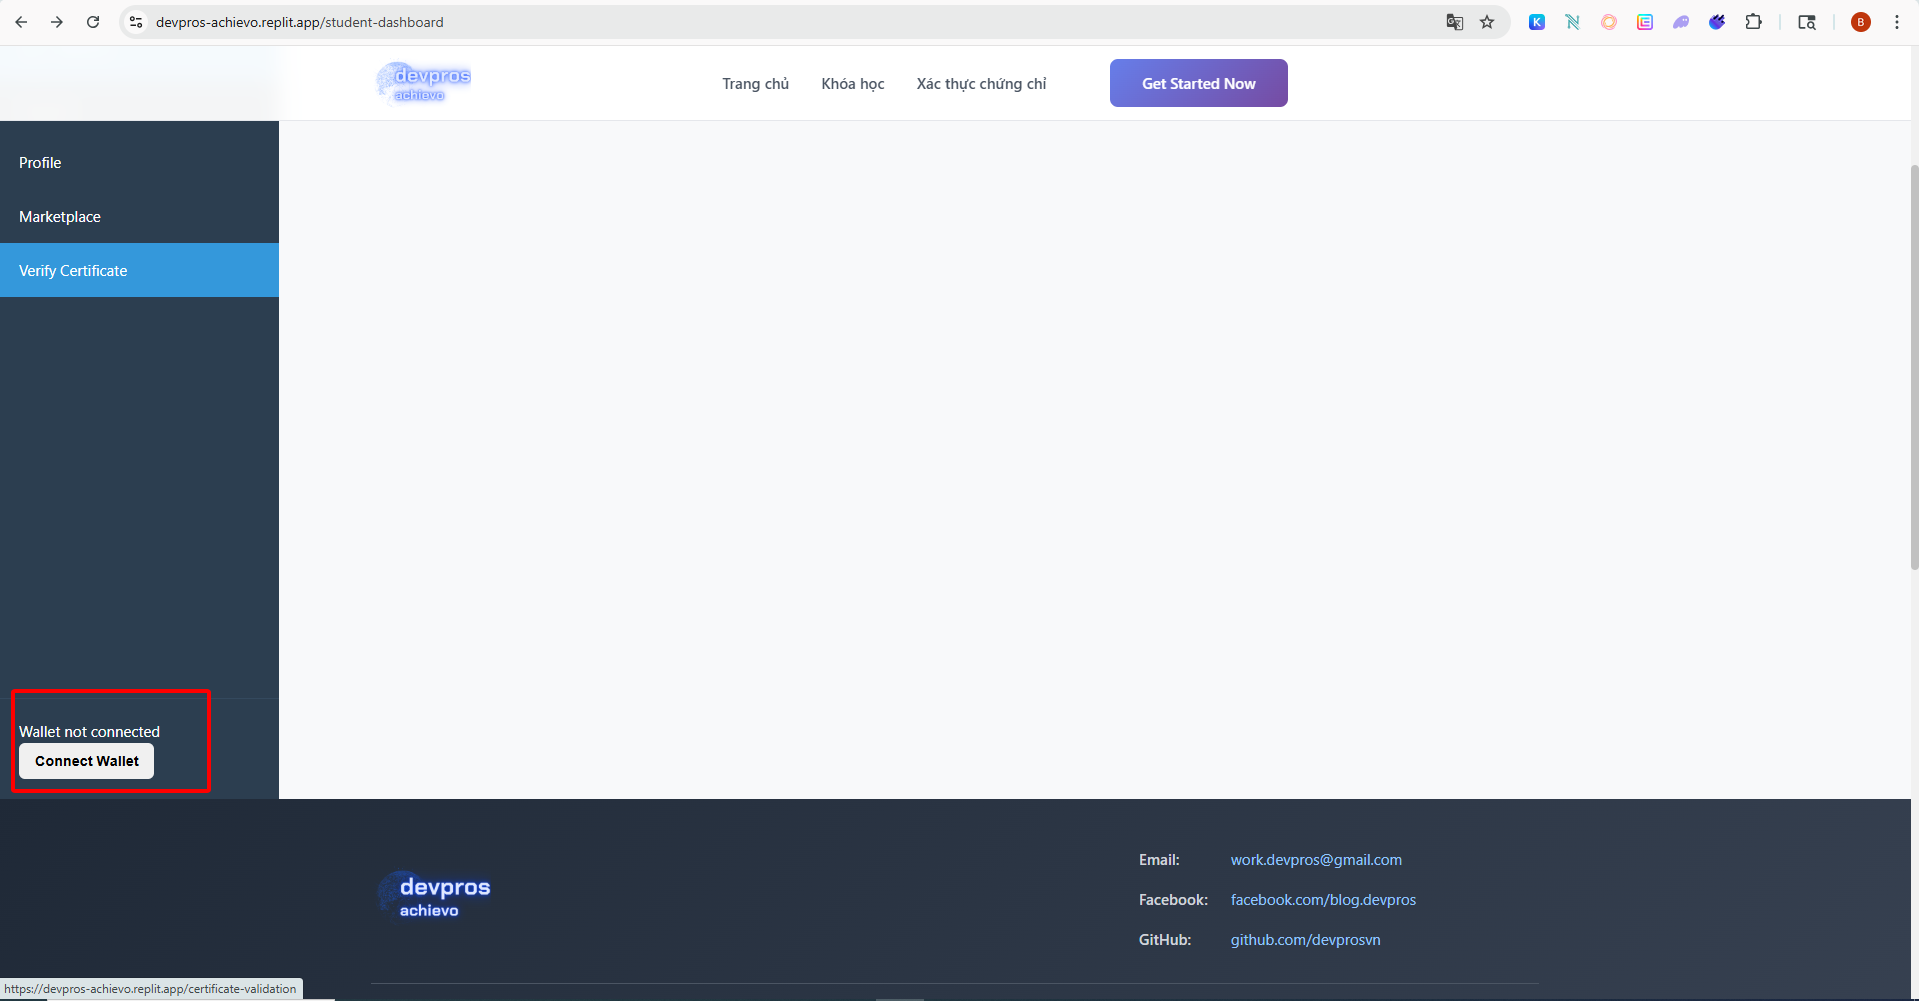 devpros-achievo.replit.app/student-dashboard
K
B
devpros
achievo
Trang chủ
Khóa học
Xác thực chứng chỉ
Get Started Now
Profile
Marketplace
Verify Certificate
Wallet not connected
Connect Wallet
devpros
achievo
Email: work.devpros@gmail.com
Facebook: facebook.com/blog.devpros
GitHub: github.com/devprosvn
https://devpros-achievo.replit.app/certificate-validation